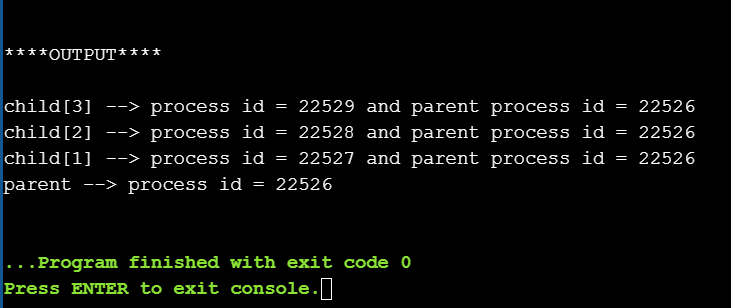 ****OUTPUT****
child[3] --> process id = 22529 and parent process id = 22526
child[2] --> process id = 22528 and parent process id = 22526
child[1] --> process id = 22527 and parent process id = 22526
parent --> process id = 22526
...Program finished with exit code 0
Press ENTER to exit console.